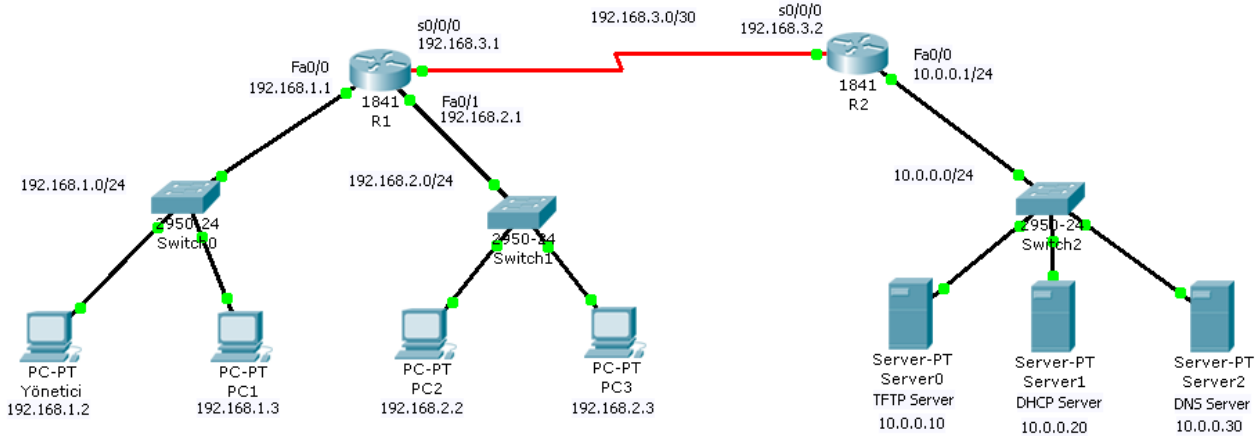 s0/0/0
192.168.3.1
192.168.3.0/30
s0/0/0
192.168.3.2
Fa0/0
192.168.1.1
1841
R1
Fa0/1
192.168.2.1
1841
R2
Fa0/0
10.0.0.1/24
192.168.1.0/24
2950-24
Switch0
192.168.2.0/24
2950-24
Switch1
10.0.0.0/24
2950-24
Switch2
PC-PT
Yönetici
192.168.1.2
PC-PT
PC1
192.168.1.3
PC-PT
PC2
192.168.2.2
PC-PT
PC3
192.168.2.3
Server-PT
Server0
TFTP Server
10.0.0.10
Server-PT
Server1
DHCP Server
10.0.0.20
Server-PT
Server2
DNS Server
10.0.0.30